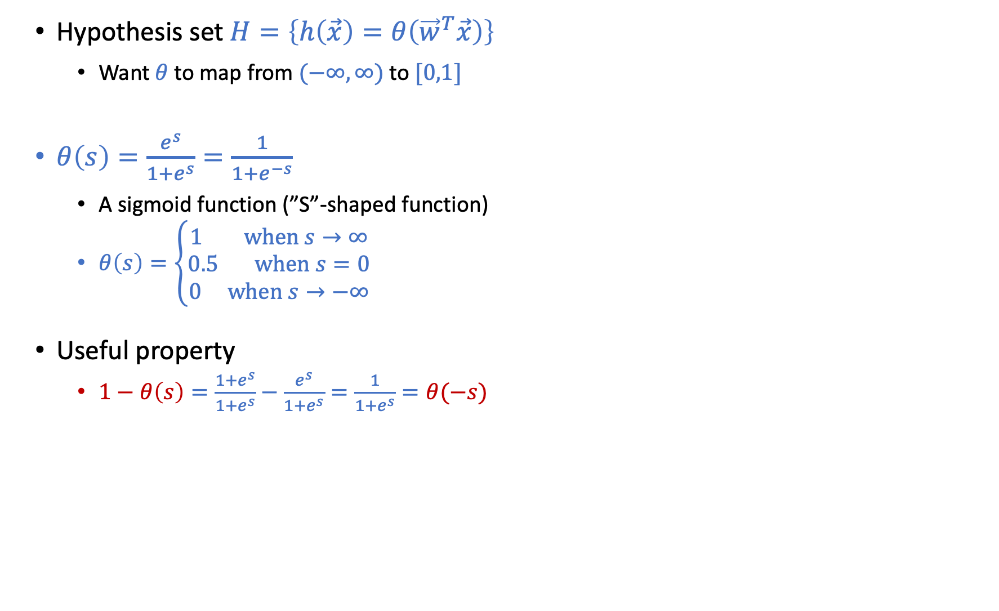 • Hypothesis set $H = \{h(\vec{x}) = \theta(\vec{w}^T\vec{x})\}$
• Want $\theta$ to map from $(-\infty, \infty)$ to $[0,1]$
• $\theta(s) = \frac{e^s}{1+e^s} = \frac{1}{1+e^{-s}}$
• A sigmoid function (”S”-shaped function)
• $\theta(s) = \begin{cases} 1 & \text{when } s \to \infty \\ 0.5 & \text{when } s = 0 \\ 0 & \text{when } s \to -\infty \end{cases}$
• Useful property
• $1 - \theta(s) = \frac{1+e^s}{1+e^s} - \frac{e^s}{1+e^s} = \frac{1}{1+e^s} = \theta(-s)$